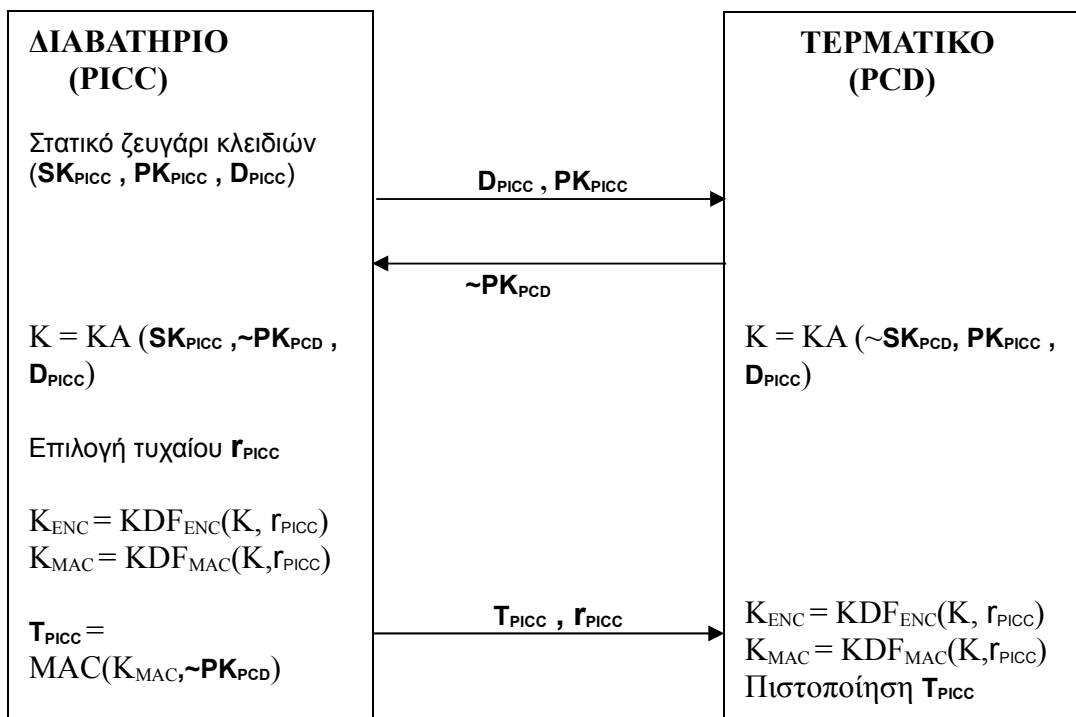 ΔΙΑΒΑΤΗΡΙΟ
(PICC)
Στατικό ζευγάρι κλειδιών
(SKPICC , PKPICC , DPICC)
K = KA (SKPICC ,~PKPCD ,
DPICC)
Επιλογή τυχαίου rPICC
KENC = KDFENC(K, rPICC)
KMAC = KDFMAC(K,rPICC)
TPICC =
MAC(KMAC,~PKPCD)
DPICC , PKPICC
~PKPCD
TPICC , rPICC
ΤΕΡΜΑΤΙΚΟ
(PCD)
K = KA (~SKPCD, PKPICC ,
DPICC)
KENC = KDFENC(K, rPICC)
KMAC = KDFMAC(K,rPICC)
Πιστοποίηση TPICC